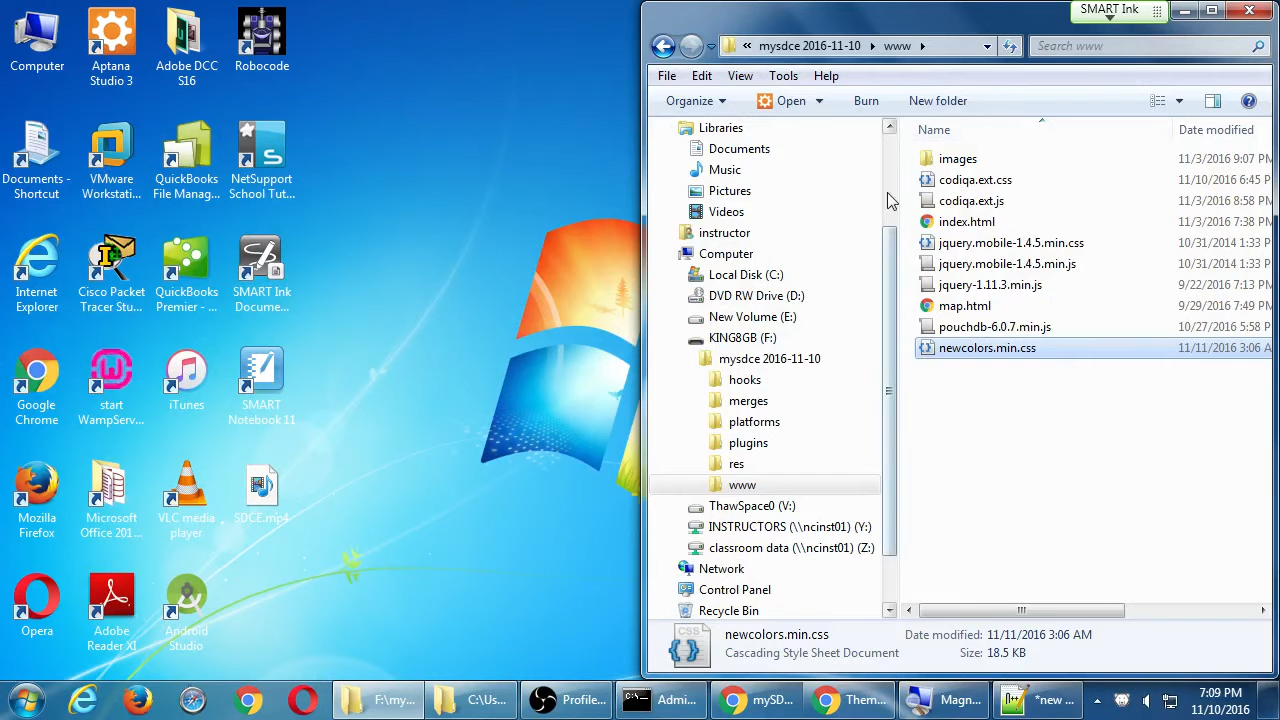 Computer
Aptana
Studio 3
Adobe DCC
S16
Robocode
Documents -
Shortcut
VMware
Workstati...
QuickBooks
File Manag...
NetSupport
School Tut...
Internet
Explorer
Cisco Packet
Tracer Stu...
QuickBooks
Premier - ...
SMART Ink
Docume...
Google
Chrome
start
WampServ...
iTunes
SMART
Notebook 11
Mozilla
Firefox
Microsoft
Office 201...
VLC media
player
SDCE.mp4
Opera
Adobe
Reader XI
Android
Studio
SMART Ink
« mysdce 2016-11-10 www
Search www
File Edit View Tools Help
Organize Open Burn New folder
Libraries
Documents
Music
Pictures
Videos
instructor
Computer
Local Disk (C:)
DVD RW Drive (D:)
New Volume (E:)
KING8GB (F:)
mysdce 2016-11-10
hooks
merges
platforms
plugins
res
www
ThawSpace0 (V:)
INSTRUCTORS (\\ncinst01) (Y:)
classroom data (\\ncinst01) (Z:)
Network
Control Panel
Recycle Bin
Name Date modified
images 11/3/2016 9:07 PM
codiqa.ext.css 11/10/2016 6:45 P
codiqa.ext.js 11/3/2016 8:58 PM
index.html 11/3/2016 7:38 PM
jquery.mobile-1.4.5.min.css 10/31/2014 1:33 P
jquery.mobile-1.4.5.min.js 10/31/2014 1:33 P
jquery-1.11.3.min.js 9/22/2016 7:13 PM
map.html 9/29/2016 7:49 PM
pouchdb-6.0.7.min.js 10/27/2016 5:58 P
newcolors.min.css 11/11/2016 3:06 A
CSS
newcolors.min.css Date modified: 11/11/2016 3:06 AM
Cascading Style Sheet Document Size: 18.5 KB
F:\my... C:\Us... Profile... Admi... mySD... Them... Magn... *new ...
7:09 PM
11/10/2016